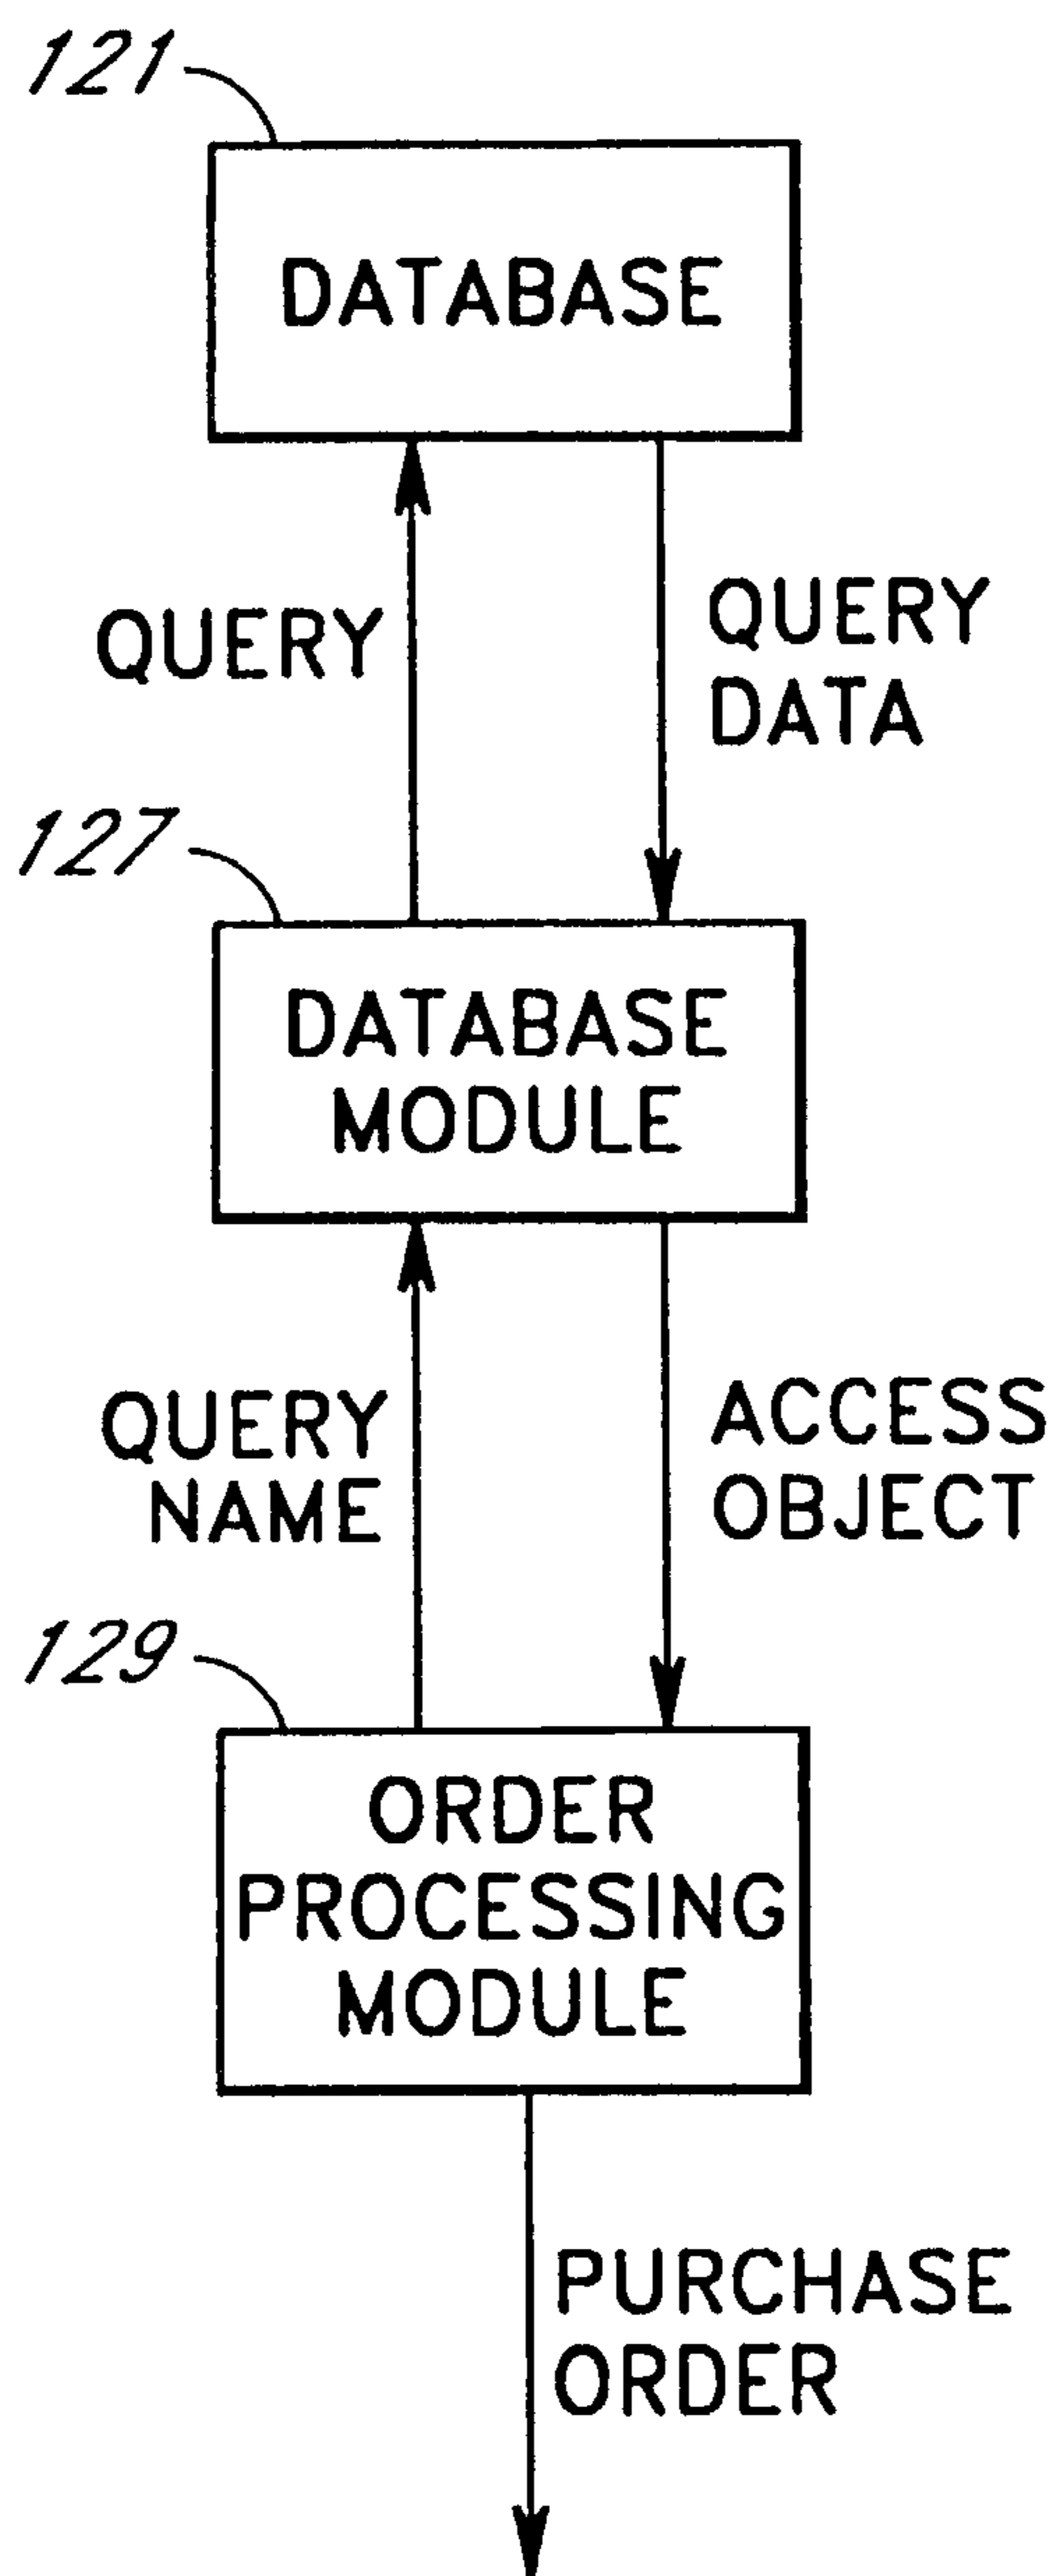 121
DATABASE
QUERY
QUERY
DATA
127
DATABASE
MODULE
QUERY
NAME
ACCESS
OBJECT
129
ORDER
PROCESSING
MODULE
PURCHASE
ORDER